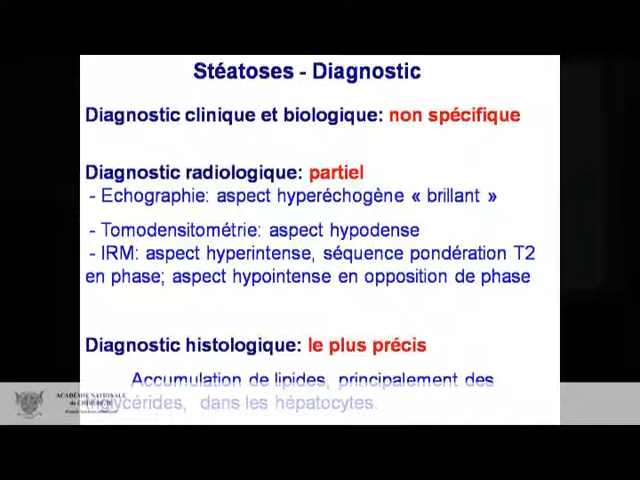 Stéatoses - Diagnostic
Diagnostic clinique et biologique: non spécifique
Diagnostic radiologique: partiel
- Echographie: aspect hyperéchogène « brillant »
- Tomodensitométrie: aspect hypodense
- IRM: aspect hyperintense, séquence pondération T2
en phase; aspect hypointense en opposition de phase
Diagnostic histologique: le plus précis
Accumulation de lipides, principalement des
dans les hépatocytes.
ACADÉMIE NATIONALE
de CHIRURGIE